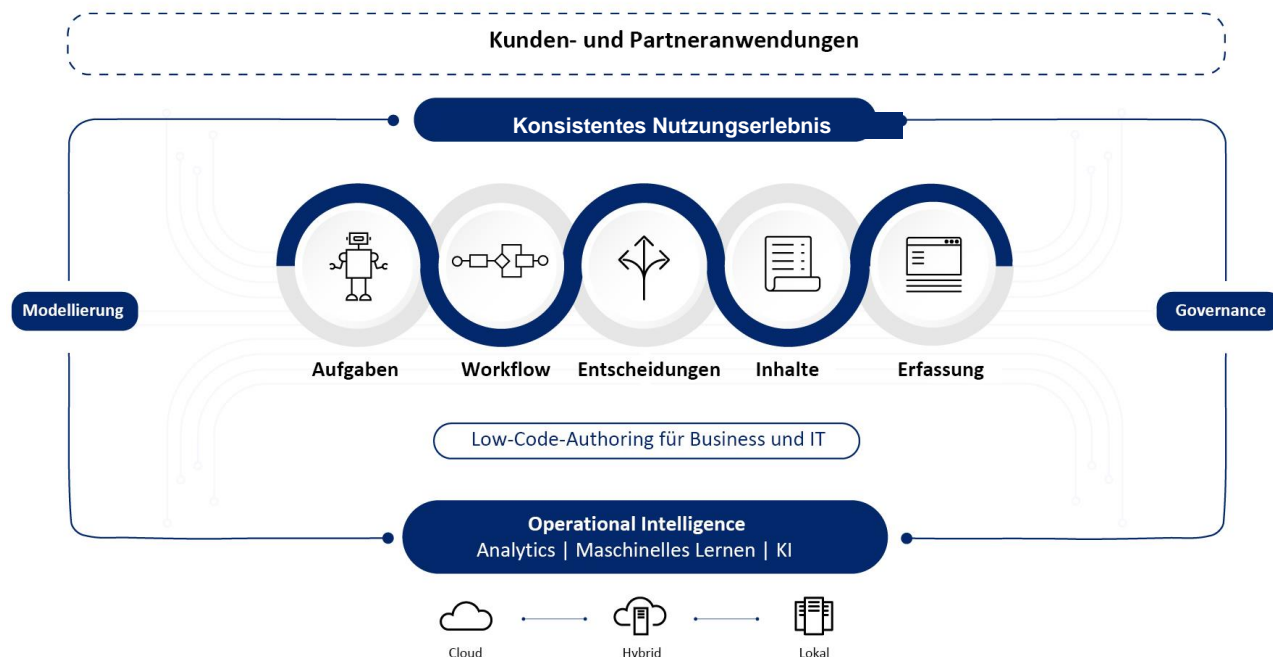 Kunden- und Partneranwendungen
Konsistentes Nutzungserlebnis
Modellierung
Governance
Aufgaben
Workflow
Entscheidungen
Inhalte
Erfassung
Low-Code-Authoring für Business und IT
Operational Intelligence
Analytics | Maschinelles Lernen | KI
Cloud
Hybrid
Lokal